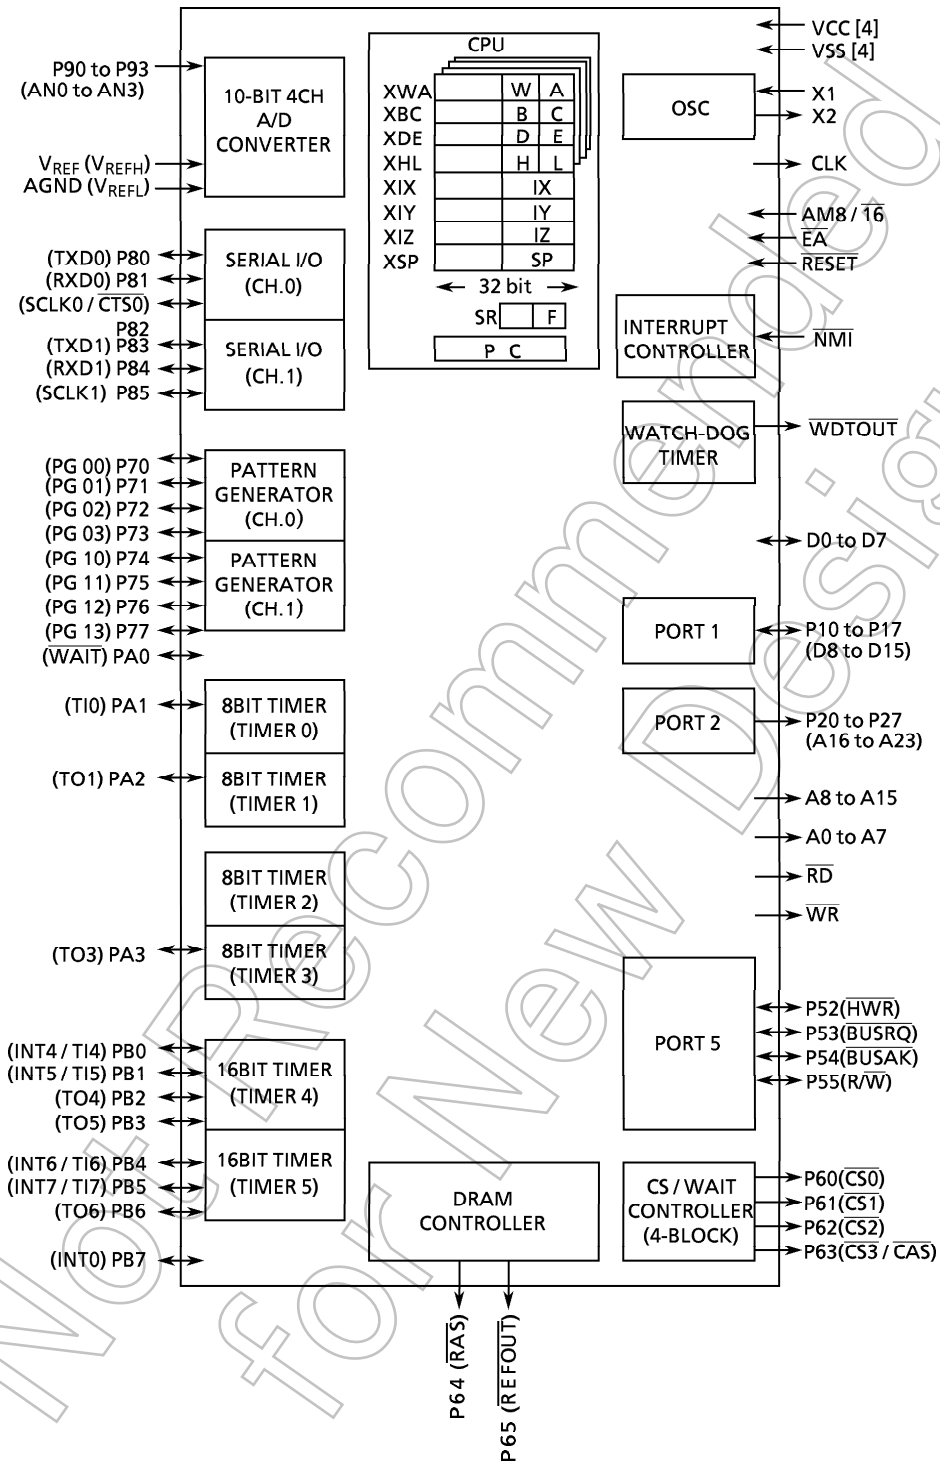 P90 to P93
(AN0 to AN3)
VREF (VREFH)
AGND (VREFL)
10-BIT 4CH
A/D
CONVERTER
(TXD0) P80
(RXD0) P81
(SCLK0 / CTS0)
P82
SERIAL I/O
(CH.0)
(TXD1) P83
(RXD1) P84
(SCLK1) P85
SERIAL I/O
(CH.1)
(PG 00) P70
(PG 01) P71
(PG 02) P72
(PG 03) P73
PATTERN
GENERATOR
(CH.0)
(PG 10) P74
(PG 11) P75
(PG 12) P76
(PG 13) P77
PATTERN
GENERATOR
(CH.1)
(WAIT) PA0
(TI0) PA1
8BIT TIMER
(TIMER 0)
(TO1) PA2
8BIT TIMER
(TIMER 1)
8BIT TIMER
(TIMER 2)
(TO3) PA3
8BIT TIMER
(TIMER 3)
(INT4 / TI4) PB0
(INT5 / TI5) PB1
(TO4) PB2
(TO5) PB3
16BIT TIMER
(TIMER 4)
(INT6 / TI6) PB4
(INT7 / TI7) PB5
(TO6) PB6
16BIT TIMER
(TIMER 5)
(INT0) PB7
CPU
XWA W A
XBC B C
XDE D E
XHL H L
XIX IX
XIY IY
XIZ IZ
XSP SP
32 bit
SR F
P C
DRAM
CONTROLLER
P64 (RAS)
P65 (REFOUT)
VCC [4]
VSS [4]
OSC
X1
X2
CLK
AM8 / 16
EA
RESET
INTERRUPT
CONTROLLER
NMI
WATCH-DOG
TIMER
WDTOUT
D0 to D7
PORT 1
P10 to P17
(D8 to D15)
PORT 2
P20 to P27
(A16 to A23)
A8 to A15
A0 to A7
RD
WR
PORT 5
P52(HWR)
P53(BUSRQ)
P54(BUSAK)
P55(R/W)
CS / WAIT
CONTROLLER
(4-BLOCK)
P60(CS0)
P61(CS1)
P62(CS2)
P63(CS3 / CAS)
Not Recommended
for New Design